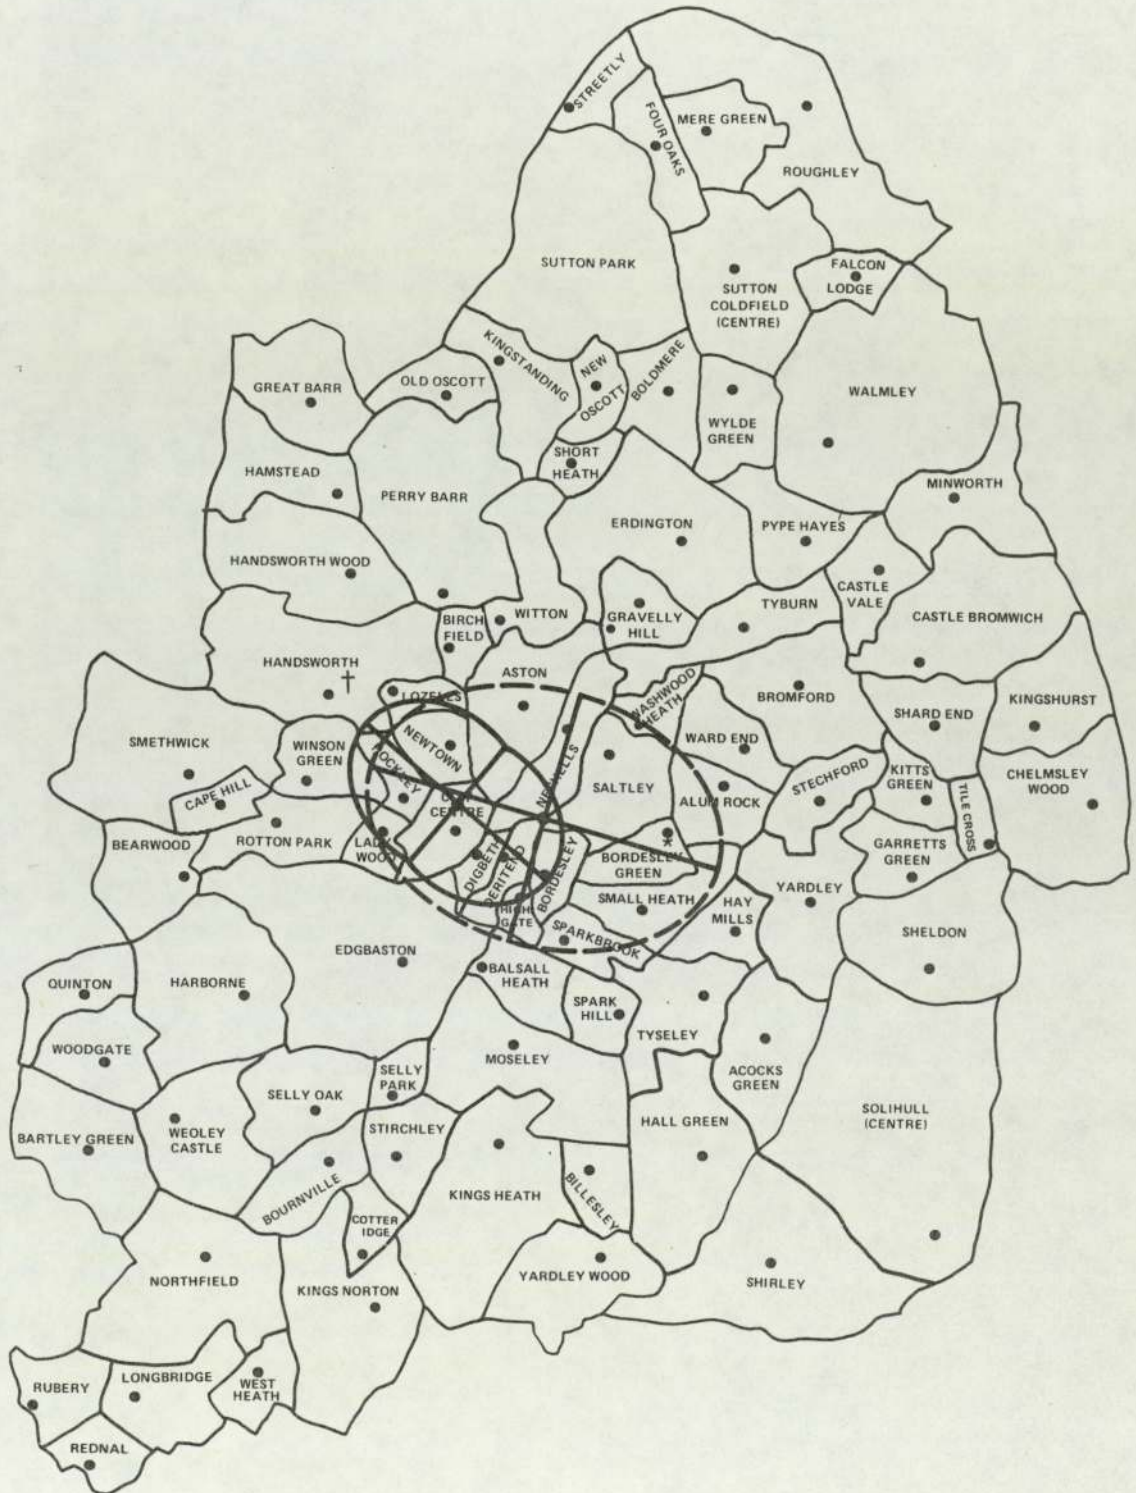 STREETLY
FOUR OAKS
MERE GREEN
ROUGHLEY
SUTTON PARK
FALCON
LODGE
SUTTON
COLDFIELD
(CENTRE)
KINGSTANDING
NEW
OSCOTT
BOLDMERE
GREAT BARR
OLD OSCOTT
WALMLEY
WYLDE
GREEN
SHORT
HEATH
HAMSTEAD
MINWORTH
PERRY BARR
ERDINGTON
PYPE HAYES
HANDSWORTH WOOD
CASTLE
VALE
TYBURN
WITTON
BIRCH
FIELD
GRAVELLY
HILL
CASTLE BROMWICH
HANDSWORTH
†
ASTON
LOZELLS
WASHWOOD
HEATH
BROMFORD
KINGSHURST
SHARD END
SMETHWICK
WINSON
GREEN
NEWTOWN
WARD END
HOCKLEY
NECHELLS
SALTLEY
STECHFORD
KITTS
GREEN
CHELMSLEY
WOOD
CAPE HILL
CITY
CENTRE
ALUM ROCK
TILE CROSS
BEARWOOD
ROTTON PARK
LADY
WOOD
DIGBETH
DERITEND
BORDESLEY
*
BORDESLEY
GREEN
GARRETTS
GREEN
SMALL HEATH
HAY
MILLS
YARDLEY
HIGH
GATE
SPARKBROOK
SHELDON
EDGBASTON
BALSALL
HEATH
QUINTON
HARBORNE
SPARK
HILL
TYSELEY
WOODGATE
MOSELEY
SELLY
PARK
ACOCKS
GREEN
SELLY OAK
SOLIHULL
(CENTRE)
BARTLEY GREEN
WEOLEY
CASTLE
STIRCHLEY
HALL GREEN
BOURNVILLE
KINGS HEATH
BILLESLEY
COTTER
IDGE
NORTHFIELD
KINGS NORTON
YARDLEY WOOD
SHIRLEY
RUBERY
LONGBRIDGE
WEST
HEATH
REDNAL